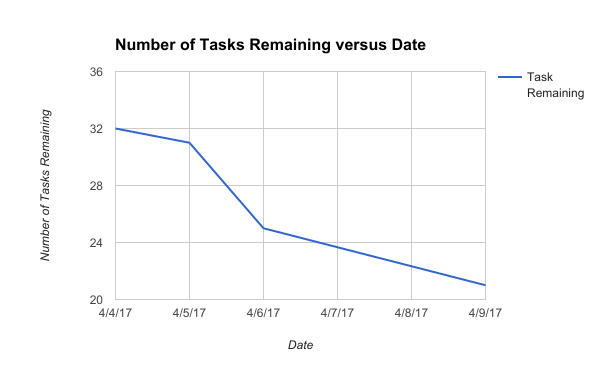 Number of Tasks Remaining versus Date
36
32
28
24
20
Number of Tasks Remaining
4/4/17
4/5/17
4/6/17
4/7/17
4/8/17
4/9/17
Date
Task
Remaining